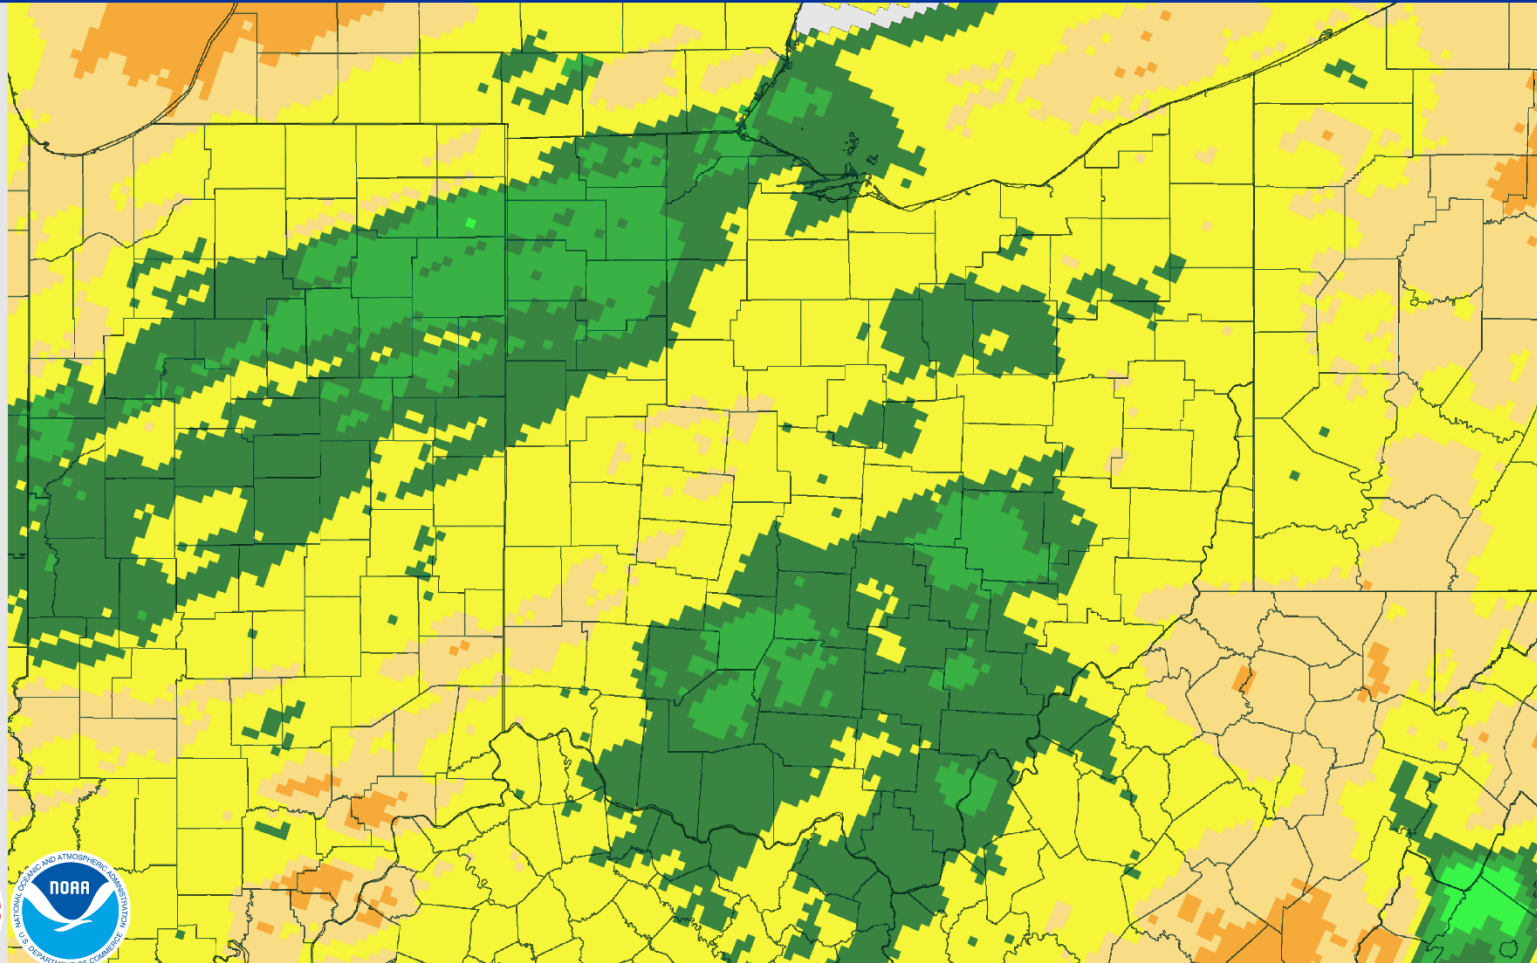 NATIONAL OCEANIC AND ATMOSPHERIC ADMINISTRATION
NOAA
U.S. DEPARTMENT OF COMMERCE